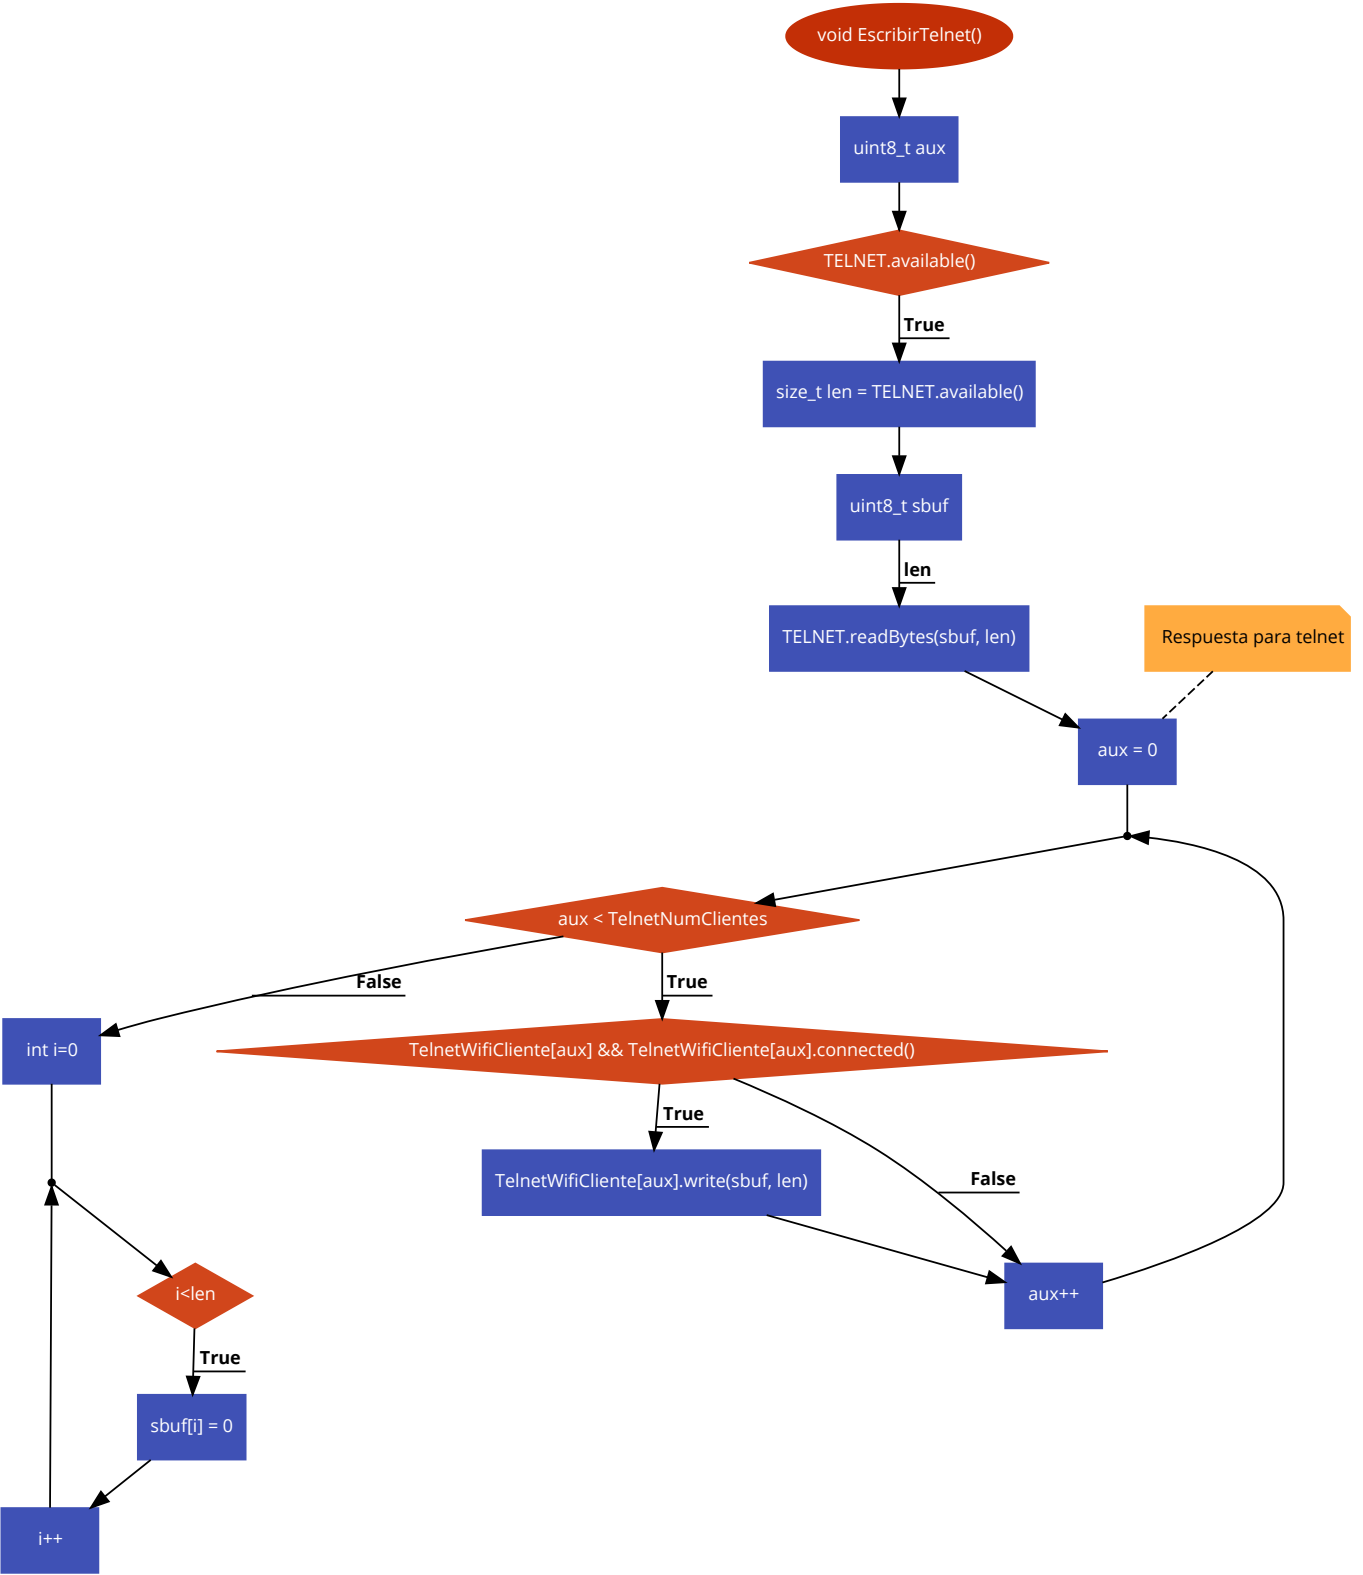 void EscribirTelnet()
uint8_t aux
TELNET.available()
True
size_t len = TELNET.available()
uint8_t sbuf
len
TELNET.readBytes(sbuf, len)
Respuesta para telnet
aux = 0
aux < TelnetNumClientes
False
True
int i=0
TelnetWifiCliente[aux] && TelnetWifiCliente[aux].connected()
True
TelnetWifiCliente[aux].write(sbuf, len)
False
i<len
aux++
True
sbuf[i] = 0
i++